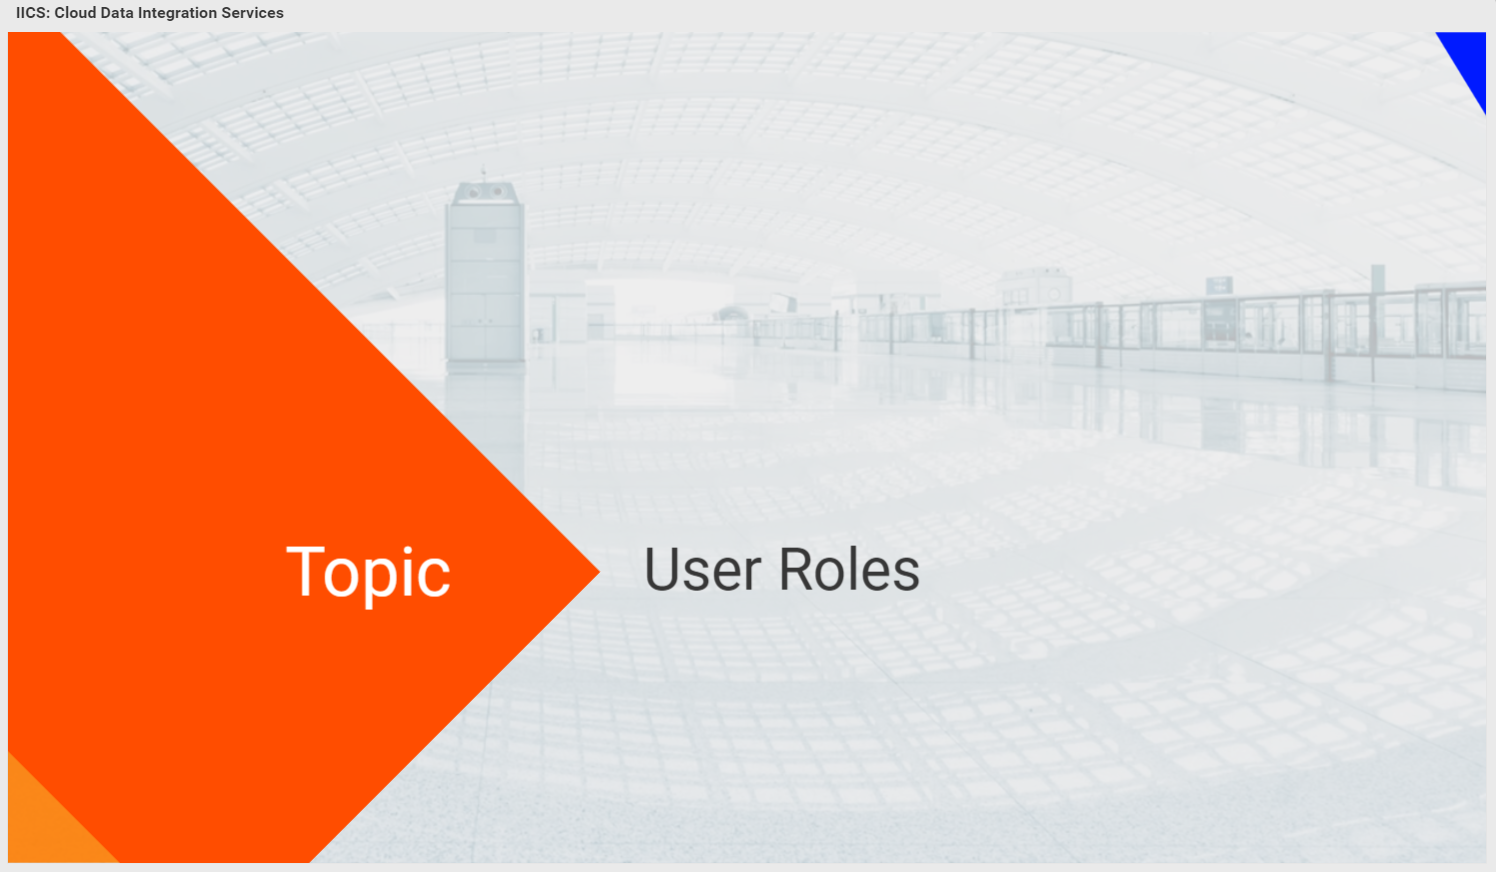 IICS: Cloud Data Integration Services
Topic
User Roles